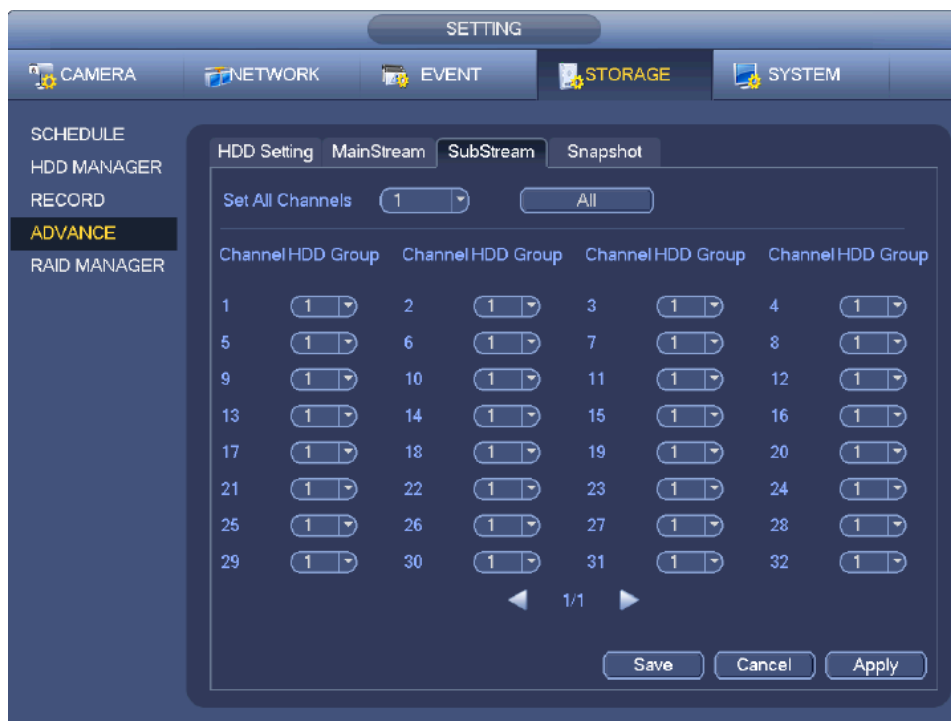 SETTING
CAMERA NETWORK EVENT STORAGE SYSTEM
SCHEDULE
HDD MANAGER
RECORD
ADVANCE
RAID MANAGER
HDD Setting MainStream SubStream Snapshot
Set All Channels 1 All
Channel HDD Group Channel HDD Group Channel HDD Group Channel HDD Group
1 1 2 1 3 1 4 1
5 1 6 1 7 1 8 1
9 1 10 1 11 1 12 1
13 1 14 1 15 1 16 1
17 1 18 1 19 1 20 1
21 1 22 1 23 1 24 1
25 1 26 1 27 1 28 1
29 1 30 1 31 1 32 1
1/1
Save Cancel Apply